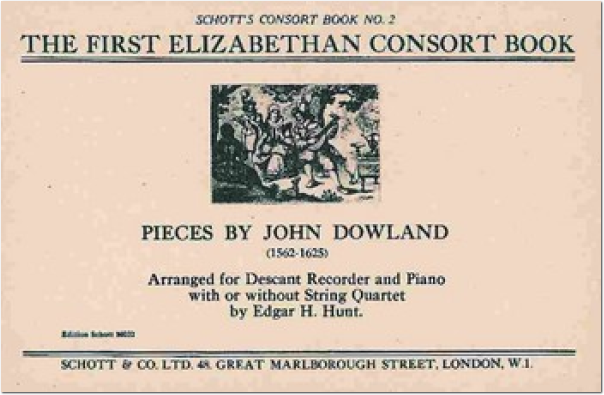 SCHOTT'S CONSORT BOOK NO. 2
THE FIRST ELIZABETHAN CONSORT BOOK
PIECES BY JOHN DOWLAND
(1562-1625)
Arranged for Descant Recorder and Piano
with or without String Quartet
by Edgar H. Hunt.
Edition Schott
SCHOTT & CO. LTD. 48, GREAT MARLBOROUGH STREET, LONDON, W.1.